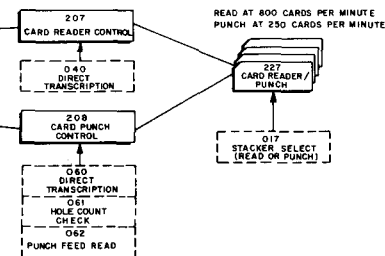 207
CARD READER CONTROL
040
DIRECT
TRANSCRIPTION
208
CARD PUNCH
CONTROL
060
DIRECT
TRANSCRIPTION
061
HOLE COUNT
CHECK
062
PUNCH FEED READ
READ AT 800 CARDS PER MINUTE
PUNCH AT 250 CARDS PER MINUTE
227
CARD READER/
PUNCH
017
STACKER SELECT
(READ OR PUNCH)